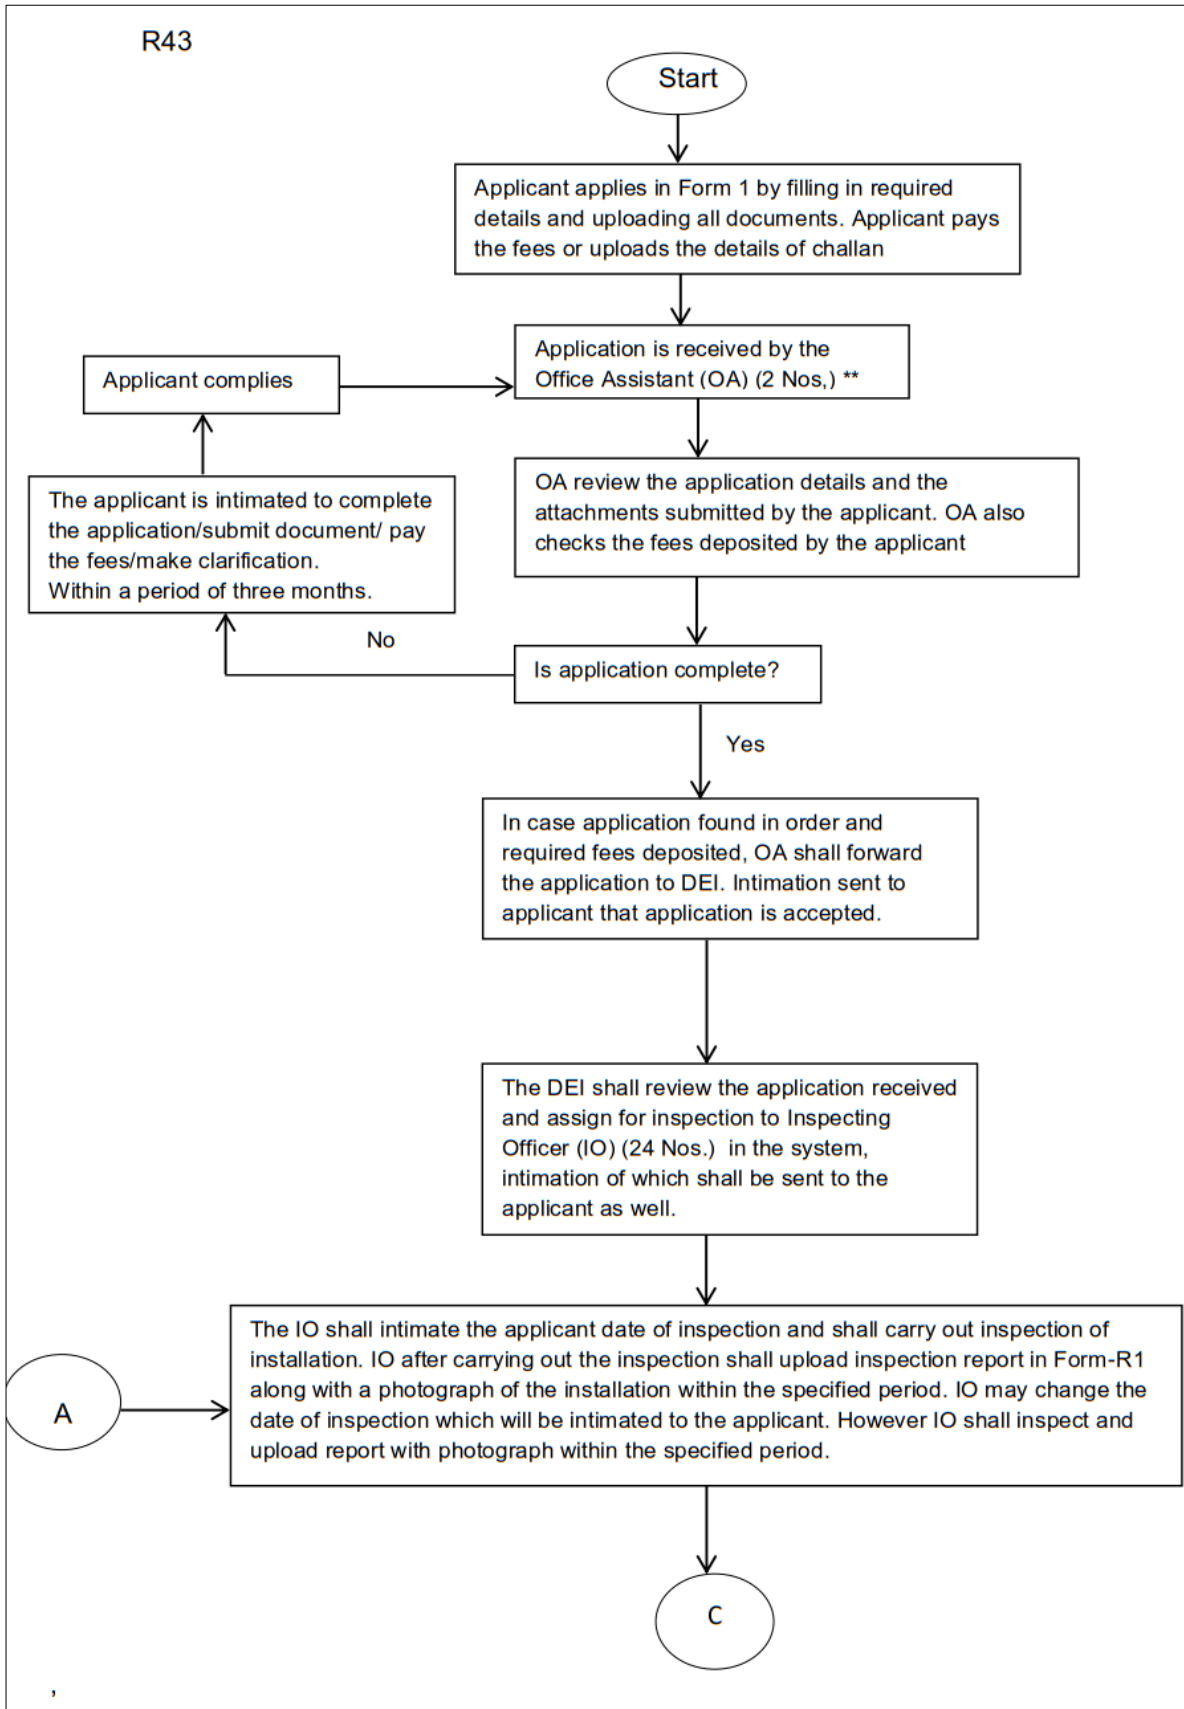 R43
Start
Applicant applies in Form 1 by filling in required
details and uploading all documents. Applicant pays
the fees or uploads the details of challan
Application is received by the
Office Assistant (OA) (2 Nos,) **
Applicant complies
OA review the application details and the
attachments submitted by the applicant. OA also
checks the fees deposited by the applicant
The applicant is intimated to complete
the application/submit document/ pay
the fees/make clarification.
Within a period of three months.
No
Is application complete?
Yes
In case application found in order and
required fees deposited, OA shall forward
the application to DEI. Intimation sent to
applicant that application is accepted.
The DEI shall review the application received
and assign for inspection to Inspecting
Officer (IO) (24 Nos.)  in the system,
intimation of which shall be sent to the
applicant as well.
The IO shall intimate the applicant date of inspection and shall carry out inspection of
installation. IO after carrying out the inspection shall upload inspection report in Form-R1
along with a photograph of the installation within the specified period. IO may change the
date of inspection which will be intimated to the applicant. However IO shall inspect and
upload report with photograph within the specified period.
A
C
,